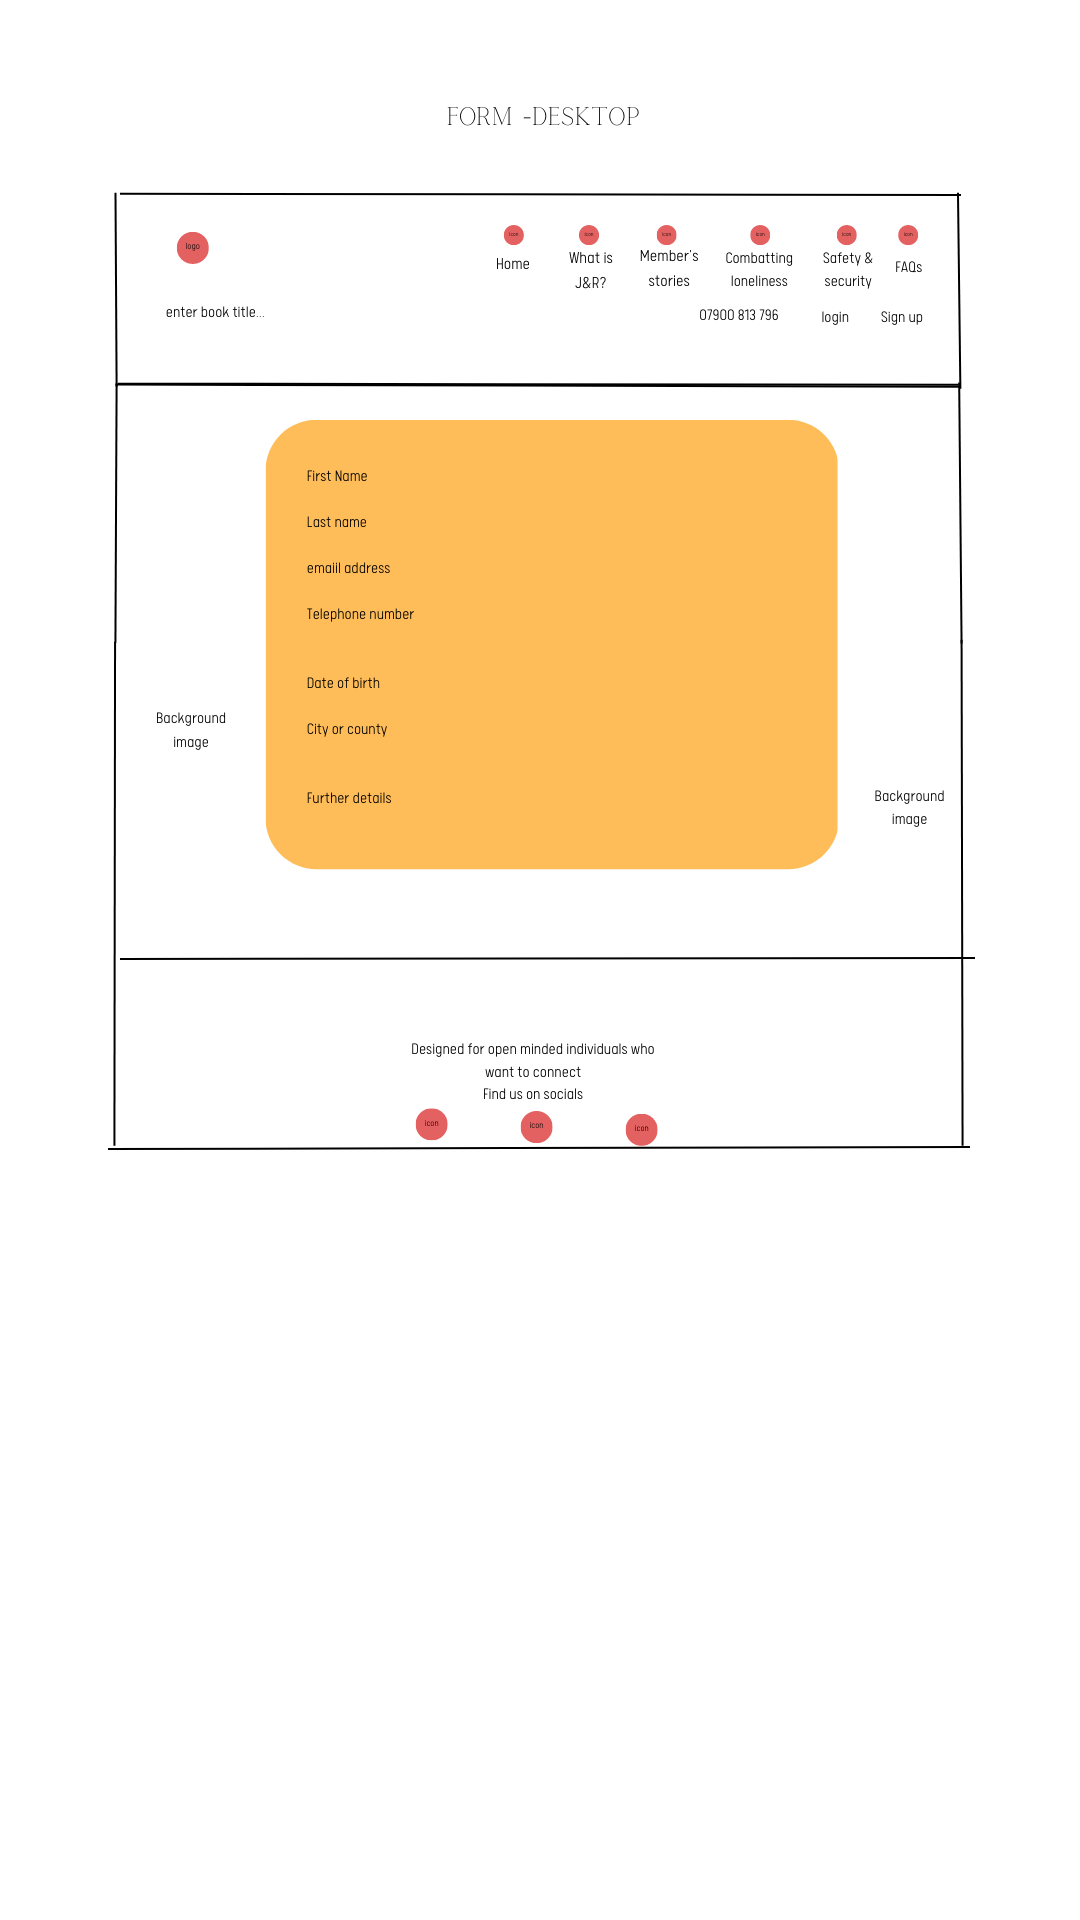 FORM -DESKTOP
logo
icon icon icon icon icon icon
Home
What is
J&R?
Member's
stories
Combatting
loneliness
Safety &
security
FAQs
enter book title...
07900 813 796
login
Sign up
First Name
Last name
emaiil address
Telephone number
Date of birth
City or county
Further details
Background
image
Background
image
Designed for open minded individuals who
want to connect
Find us on socials
icon icon icon